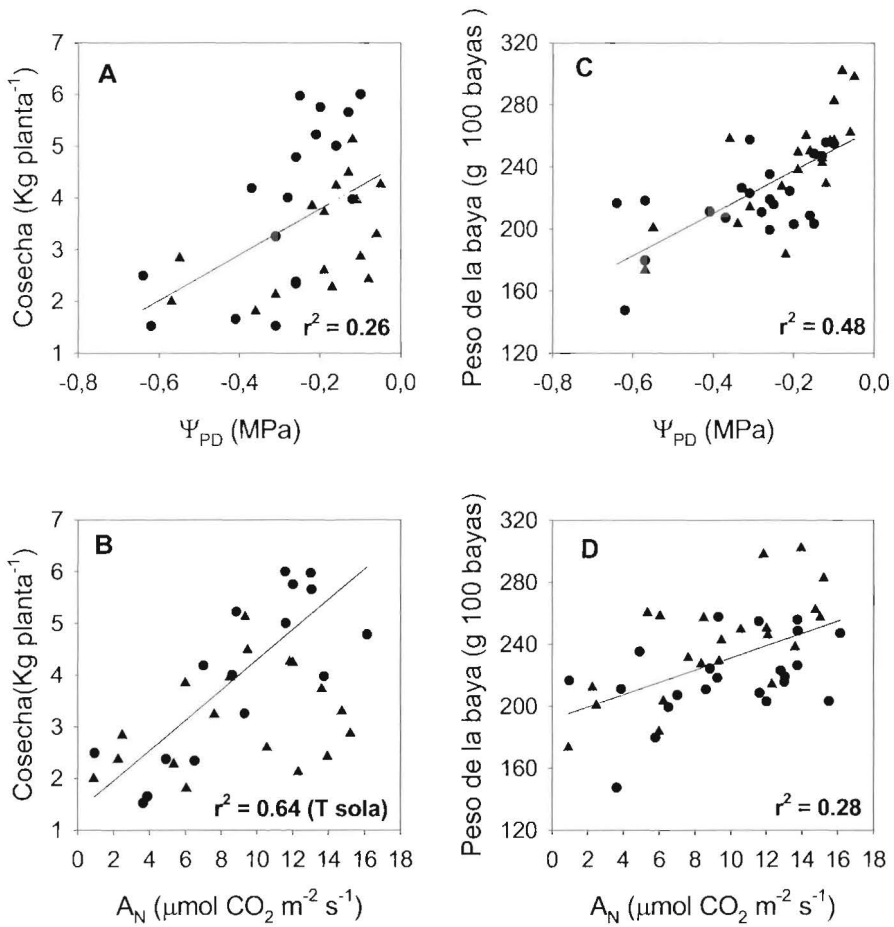 A
Cosecha (Kg planta⁻¹)
7
6
5
4
3
2
1
r² = 0.26
-0,8
-0,6
-0,4
-0,2
0,0
Ψ_PD (MPa)
C
Peso de la baya (g 100 bayas)
320
280
240
200
160
120
r² = 0.48
-0,8
-0,6
-0,4
-0,2
0,0
Ψ_PD (MPa)
B
Cosecha(Kg planta⁻¹)
7
6
5
4
3
2
1
r² = 0.64 (T sola)
0 2 4 6 8 10 12 14 16 18
A_N (μmol CO₂ m⁻² s⁻¹)
D
Peso de la baya (g 100 bayas)
320
280
240
200
160
120
r² = 0.28
0 2 4 6 8 10 12 14 16 18
A_N (μmol CO₂ m⁻² s⁻¹)